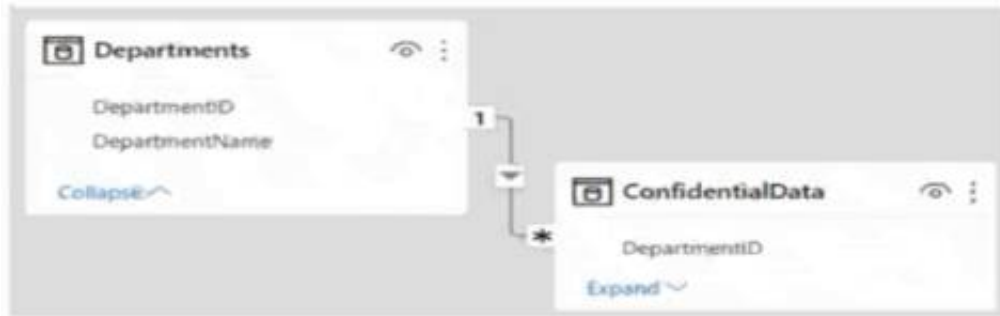 Departments
DepartmentID
DepartmentName
Collapse
1
*
ConfidentialData
DepartmentID
Expand